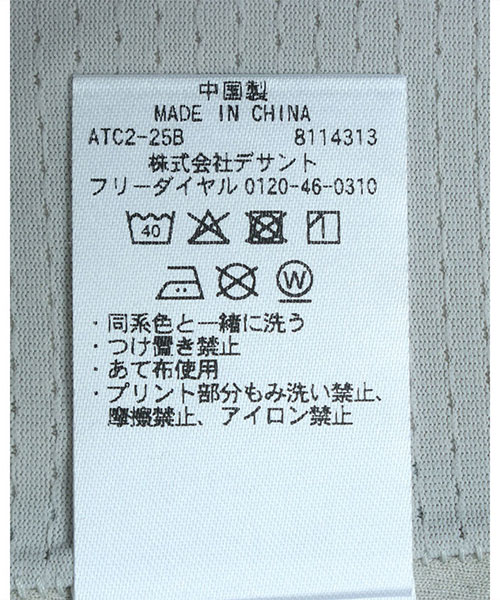 中国製
MADE IN CHINA
ATC2-25B 8114313
株式会社デサント
フリーダイヤル 0120-46-0310
40
W
・同系色と一緒に洗う
・つけ置き禁止
・あて布使用
・プリント部分もみ洗い禁止、
摩擦禁止、アイロン禁止